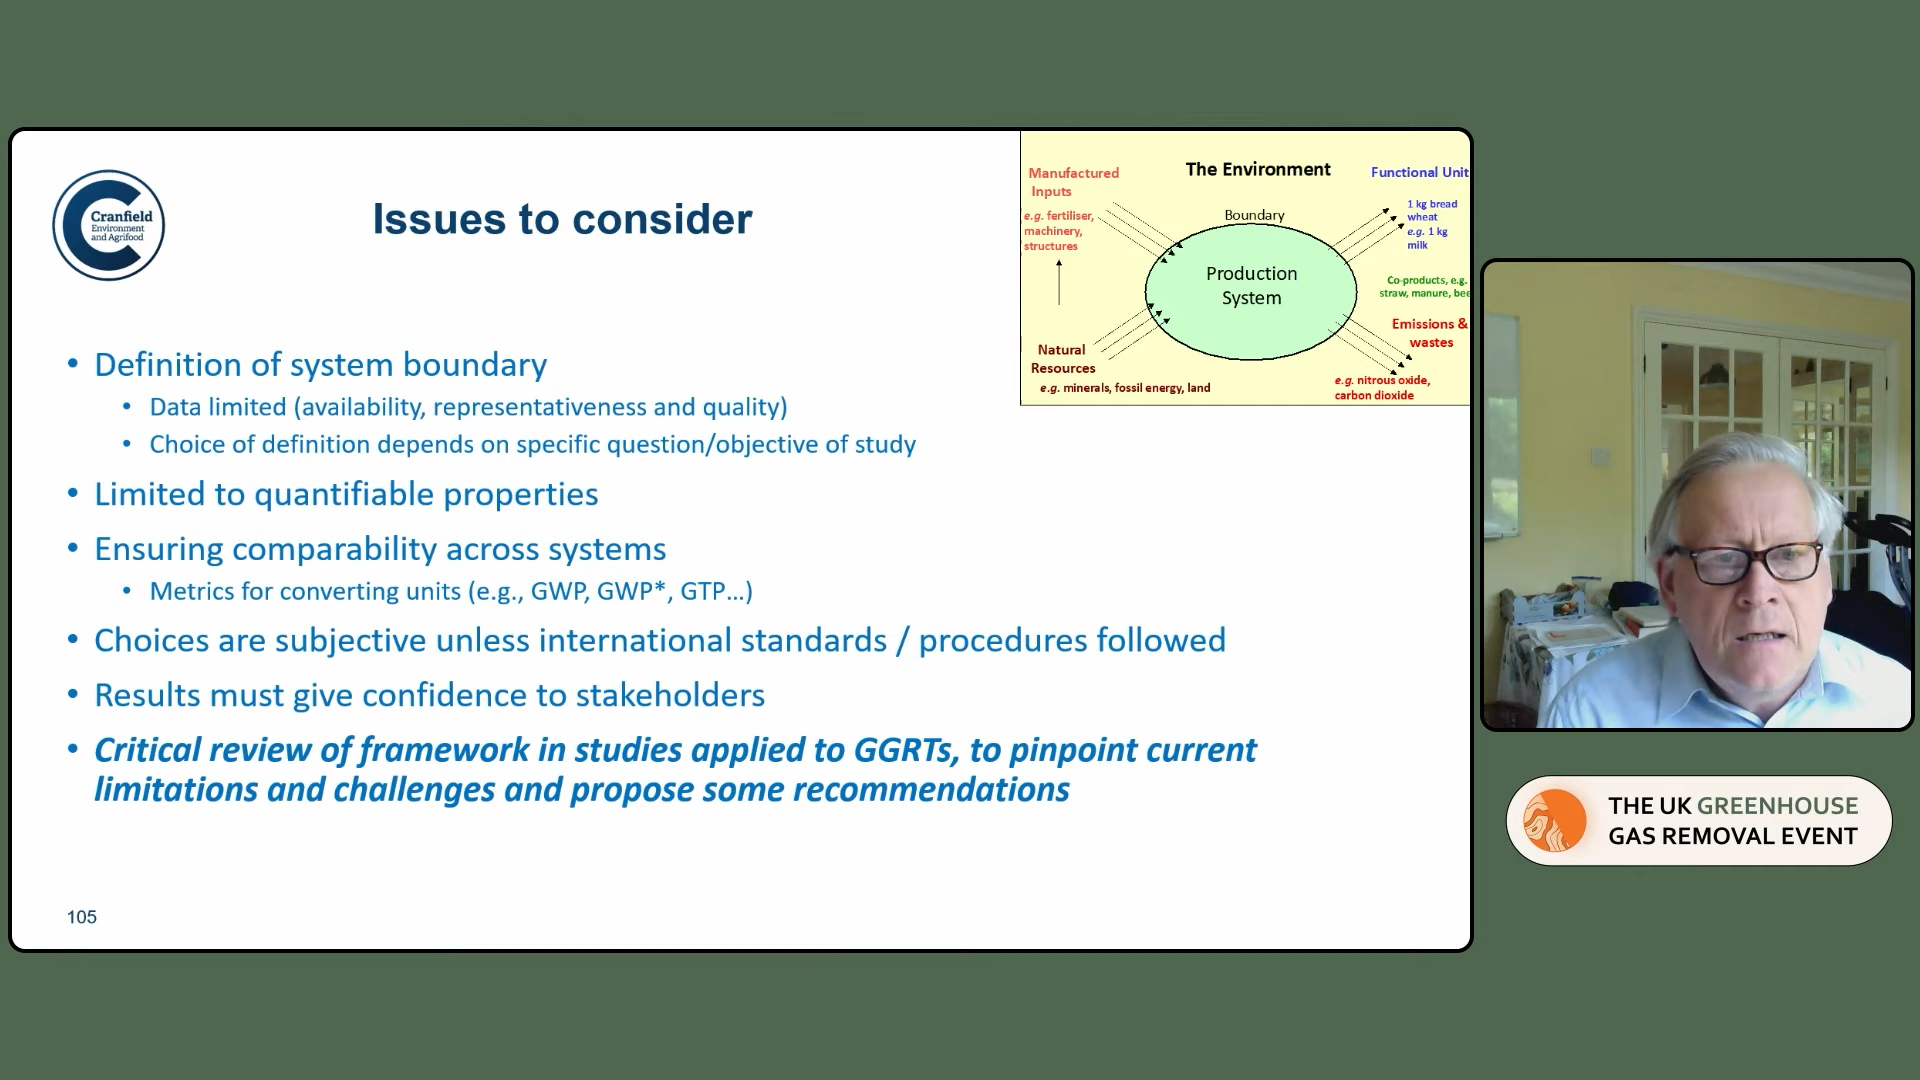 Cranfield
Environment
and Agrifood
Issues to consider
• Definition of system boundary
• Data limited (availability, representativeness and quality)
• Choice of definition depends on specific question/objective of study
• Limited to quantifiable properties
• Ensuring comparability across systems
• Metrics for converting units (e.g., GWP, GWP*, GTP…)
• Choices are subjective unless international standards / procedures followed
• Results must give confidence to stakeholders
• Critical review of framework in studies applied to GGRTs, to pinpoint current
limitations and challenges and propose some recommendations
105
The Environment
Manufactured
Inputs
e.g. fertiliser,
machinery,
structures
Boundary
Production
System
Natural
Resources
e.g. minerals, fossil energy, land
Functional Unit
1 kg bread
wheat
e.g. 1 kg
milk
Co-products, e.g.
straw, manure, bee
Emissions &
wastes
e.g. nitrous oxide,
carbon dioxide
THE UK GREENHOUSE
GAS REMOVAL EVENT